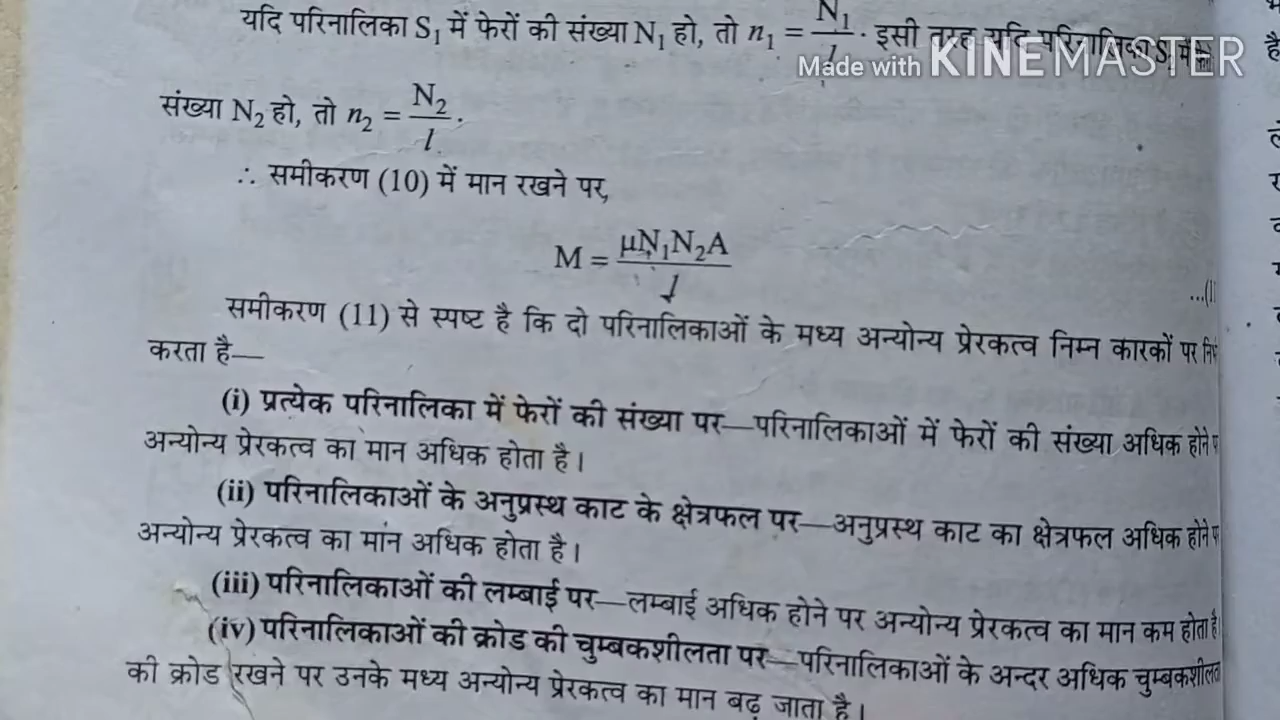 यदि परिनालिका S₁ में फेरों की संख्या N₁ हो, तो n₁ = N₁/l. इसी तरह यदि परिनालिका S₂ में
Made with KINEMASTER
संख्या N₂ हो, तो n₂ = N₂/l.
∴ समीकरण (10) में मान रखने पर,
M = μN₁N₂A/l
समीकरण (11) से स्पष्ट है कि दो परिनालिकाओं के मध्य अन्योन्य प्रेरकत्व निम्न कारकों पर
करता है—
(i) प्रत्येक परिनालिका में फेरों की संख्या पर—परिनालिकाओं में फेरों की संख्या अधिक होने
अन्योन्य प्रेरकत्व का मान अधिक होता है।
(ii) परिनालिकाओं के अनुप्रस्थ काट के क्षेत्रफल पर—अनुप्रस्थ काट का क्षेत्रफल अधिक होने
अन्योन्य प्रेरकत्व का मान अधिक होता है।
(iii) परिनालिकाओं की लम्बाई पर—लम्बाई अधिक होने पर अन्योन्य प्रेरकत्व का मान कम होता है।
(iv) परिनालिकाओं की क्रोड की चुम्बकशीलता पर—परिनालिकाओं के अन्दर अधिक चुम्बकशीलता
की क्रोड रखने पर उनके मध्य अन्योन्य प्रेरकत्व का मान बढ़ जाता है।